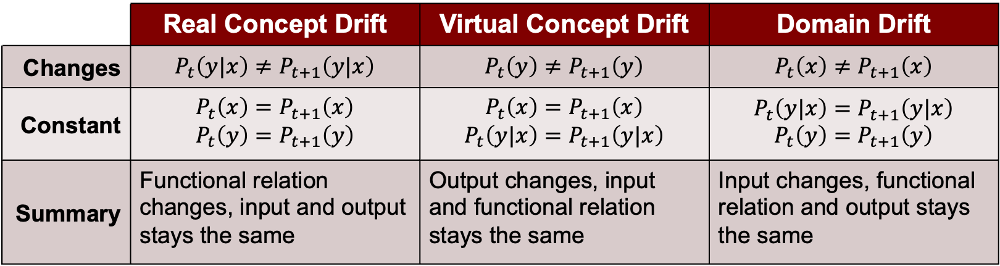 Real Concept Drift Virtual Concept Drift Domain Drift
Changes P_t(y|x) ≠ P_{t+1}(y|x) P_t(y) ≠ P_{t+1}(y) P_t(x) ≠ P_{t+1}(x)
Constant
P_t(x) = P_{t+1}(x)
P_t(y) = P_{t+1}(y)
P_t(x) = P_{t+1}(x)
P_t(y|x) = P_{t+1}(y|x)
P_t(y|x) = P_{t+1}(y|x)
P_t(y) = P_{t+1}(y)
Summary
Functional relation
changes, input and output
stays the same
Output changes, input
and functional relation
stays the same
Input changes, functional
relation and output stays
the same